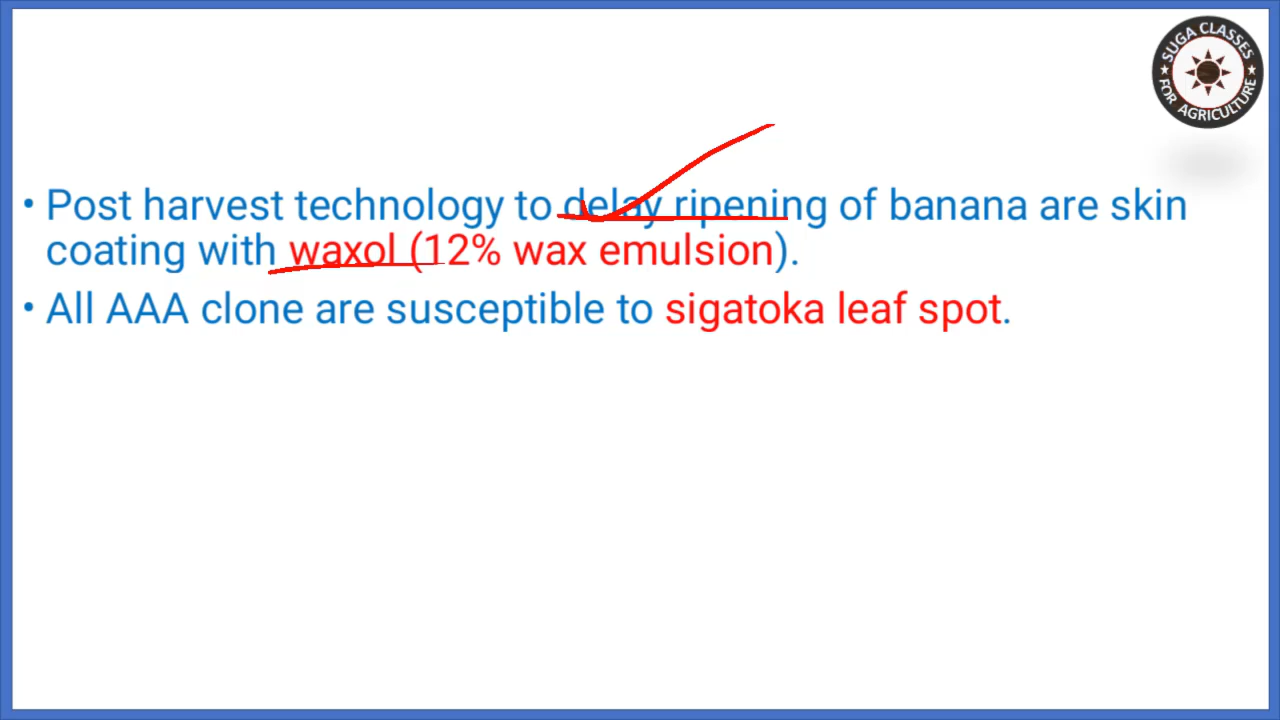 SUGA CLASSES
FOR AGRICULTURE
• Post harvest technology to delay ripening of banana are skin
coating with waxol (12% wax emulsion).
• All AAA clone are susceptible to sigatoka leaf spot.